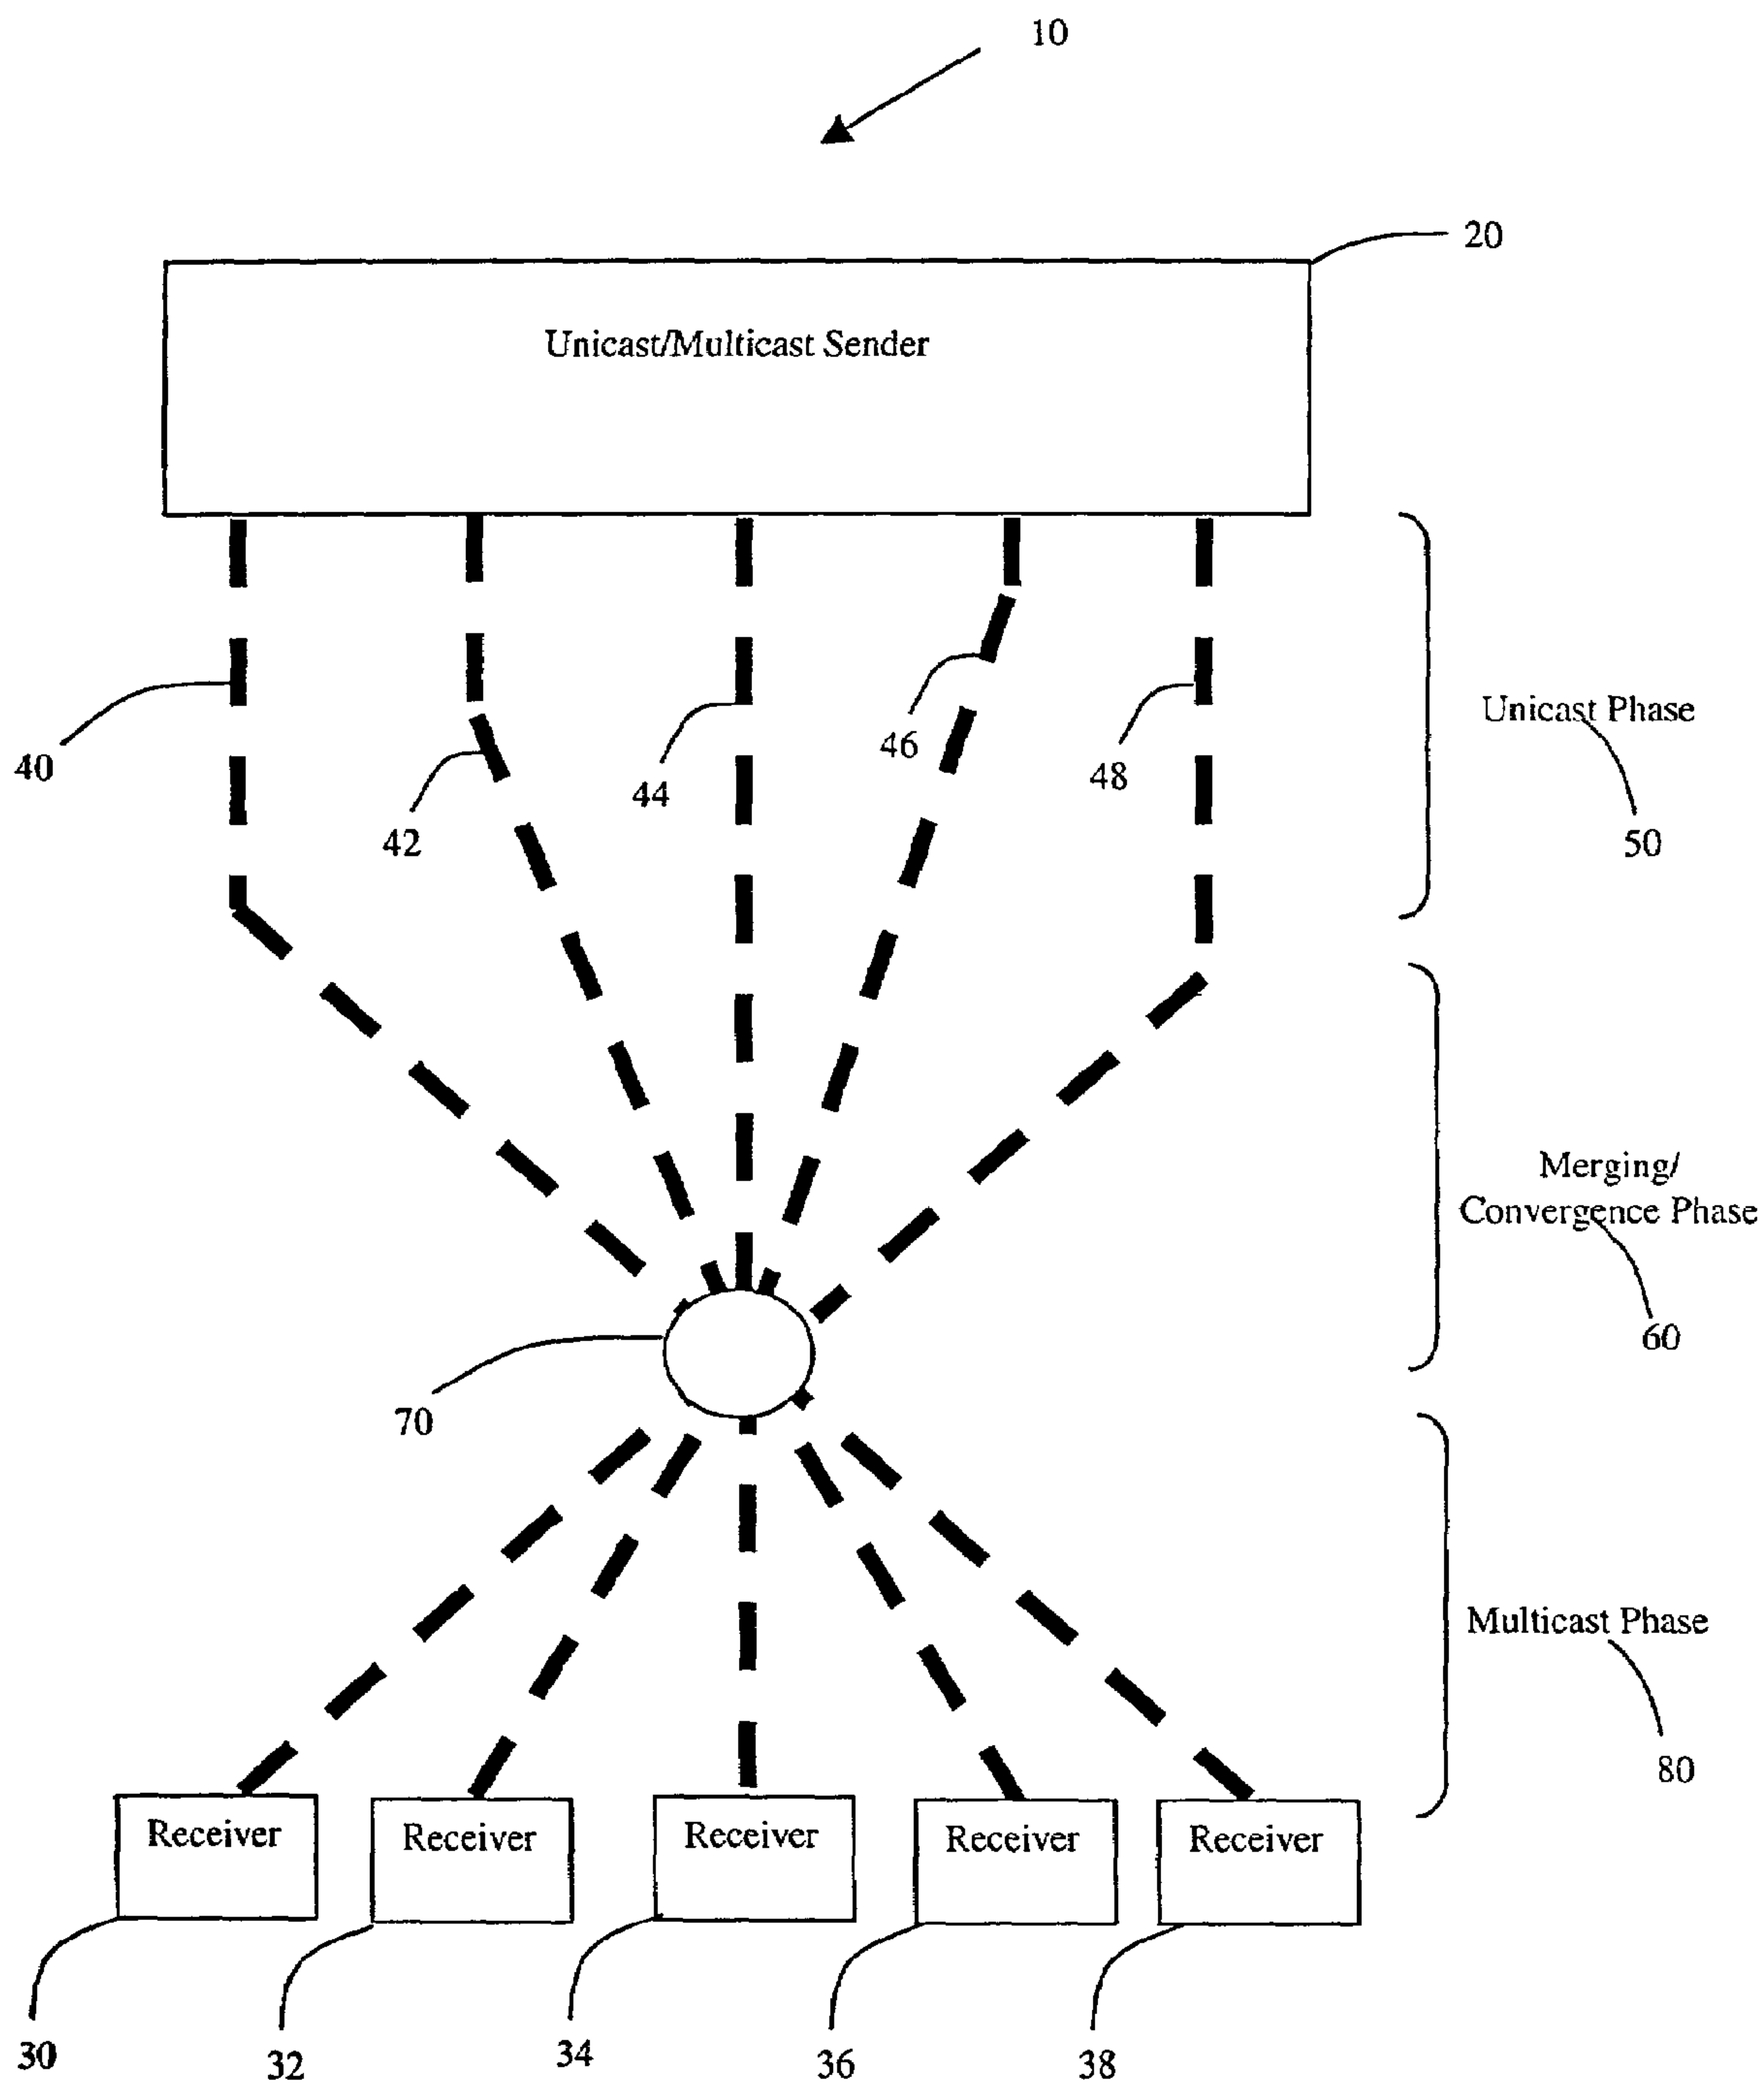 10
20
Unicast/Multicast Sender
40
42
44
46
48
Unicast Phase
50
Merging/
Convergence Phase
60
70
Multicast Phase
80
Receiver
Receiver
Receiver
Receiver
Receiver
30
32
34
36
38